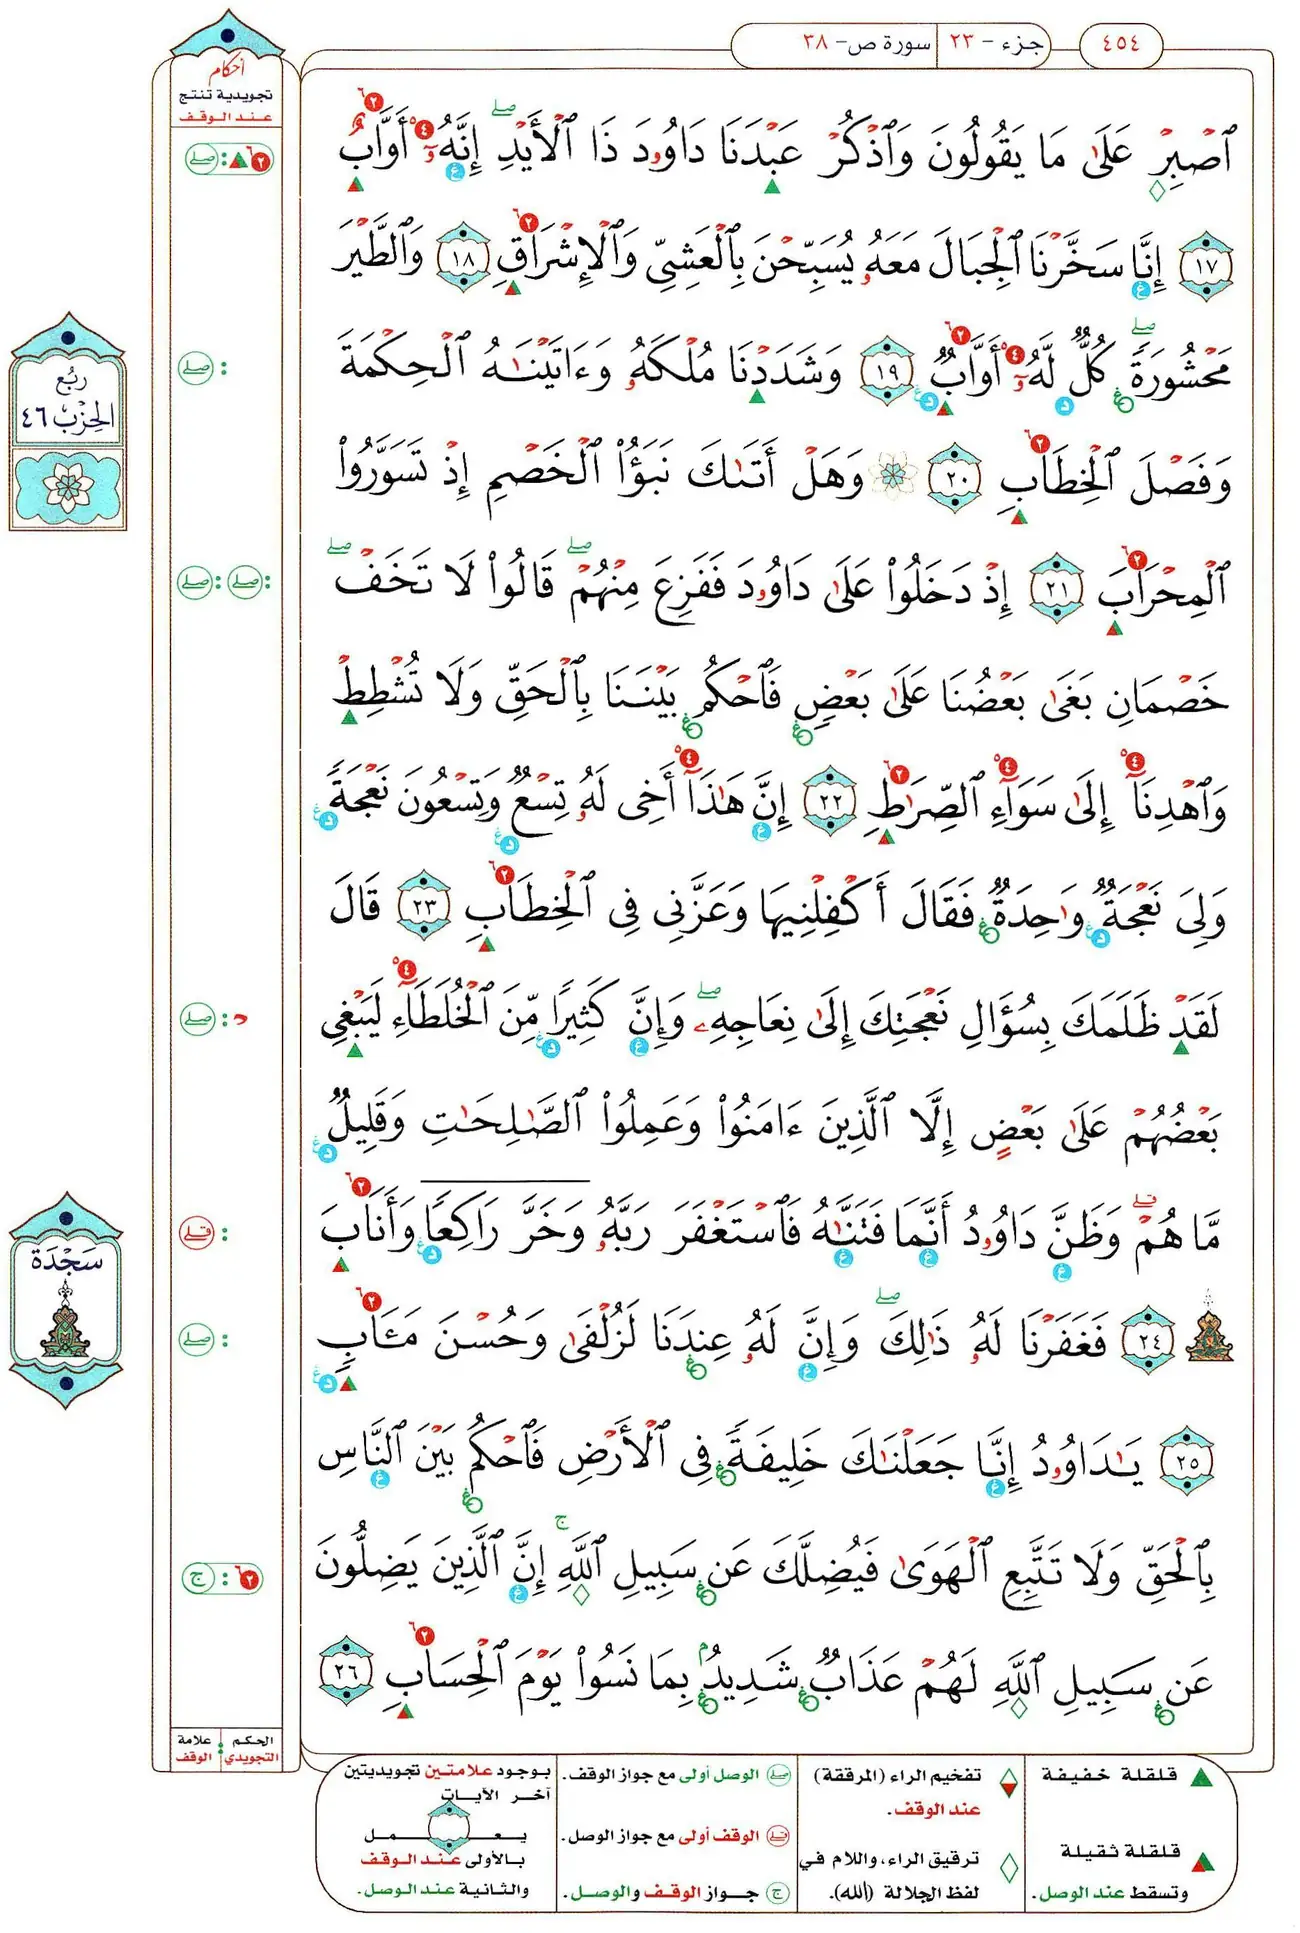 ٤٥٤
جزء - ٢٣ سورة ص - ٣٨
أحكام
تجويدية تنتج
عند الوقف
ٱصۡبِرۡ عَلَىٰ مَا يَقُولُونَ وَٱذۡكُرۡ عَبۡدَنَا دَاوُۥدَ ذَا ٱلۡأَيۡدِۖ إِنَّهُۥٓ أَوَّابٌ
١٧ إِنَّا سَخَّرۡنَا ٱلۡجِبَالَ مَعَهُۥ يُسَبِّحۡنَ بِٱلۡعَشِيِّ وَٱلۡإِشۡرَاقِ ١٨ وَٱلطَّيۡرَ
مَحۡشُورَةٗۖ كُلّٞ لَّهُۥٓ أَوَّابٞ ١٩ وَشَدَدۡنَا مُلۡكَهُۥ وَءَاتَيۡنَٰهُ ٱلۡحِكۡمَةَ
وَفَصۡلَ ٱلۡخِطَابِ ٢٠ ۞ وَهَلۡ أَتَىٰكَ نَبَؤُاْ ٱلۡخَصۡمِ إِذۡ تَسَوَّرُواْ
ٱلۡمِحۡرَابَ ٢١ إِذۡ دَخَلُواْ عَلَىٰ دَاوُۥدَ فَفَزِعَ مِنۡهُمۡۖ قَالُواْ لَا تَخَفۡۖ
خَصۡمَانِ بَغَىٰ بَعۡضُنَا عَلَىٰ بَعۡضٖ فَٱحۡكُم بَيۡنَنَا بِٱلۡحَقِّ وَلَا تُشۡطِطۡ
وَٱهۡدِنَآ إِلَىٰ سَوَآءِ ٱلصِّرَٰطِ ٢٢ إِنَّ هَٰذَآ أَخِي لَهُۥ تِسۡعٞ وَتِسۡعُونَ نَعۡجَةٗ
وَلِيَ نَعۡجَةٞ وَٰحِدَةٞ فَقَالَ أَكۡفِلۡنِيهَا وَعَزَّنِي فِي ٱلۡخِطَابِ ٢٣ قَالَ
لَقَدۡ ظَلَمَكَ بِسُؤَالِ نَعۡجَتِكَ إِلَىٰ نِعَاجِهِۦۖ وَإِنَّ كَثِيرٗا مِّنَ ٱلۡخُلَطَآءِ لَيَبۡغِي
بَعۡضُهُمۡ عَلَىٰ بَعۡضٍ إِلَّا ٱلَّذِينَ ءَامَنُواْ وَعَمِلُواْ ٱلصَّٰلِحَٰتِ وَقَلِيلٞ
مَّا هُمۡۗ وَظَنَّ دَاوُۥدُ أَنَّمَا فَتَنَّٰهُ فَٱسۡتَغۡفَرَ رَبَّهُۥ وَخَرَّۤ رَاكِعٗاۤ وَأَنَابَ
۩ ٢٤ فَغَفَرۡنَا لَهُۥ ذَٰلِكَۖ وَإِنَّ لَهُۥ عِندَنَا لَزُلۡفَىٰ وَحُسۡنَ مَـَٔابٖ
٢٥ يَٰدَاوُۥدُ إِنَّا جَعَلۡنَٰكَ خَلِيفَةٗ فِي ٱلۡأَرۡضِ فَٱحۡكُم بَيۡنَ ٱلنَّاسِ
بِٱلۡحَقِّ وَلَا تَتَّبِعِ ٱلۡهَوَىٰ فَيُضِلَّكَ عَن سَبِيلِ ٱللَّهِۚ إِنَّ ٱلَّذِينَ يَضِلُّونَ
عَن سَبِيلِ ٱللَّهِ لَهُمۡ عَذَابٞ شَدِيدُۢ بِمَا نَسُواْ يَوۡمَ ٱلۡحِسَابِ ٢٦
رُبُع
الحِزب ٤٦
سَجْدَة
الحكم التجويدي : علامة الوقف
قلقلة خفيفة
قلقلة ثقيلة
وتسقط عند الوصل.
تفخيم الراء (المرققة)
عند الوقف.
ترقيق الراء، واللام في
لفظ الجلالة (الله).
صلى الوصل أولى مع جواز الوقف.
قلى الوقف أولى مع جواز الوصل.
ج جواز الوقف والوصل.
بوجود علامتين تجويديتين
آخر الآيات
يعمل
بالأولى عند الوقف
والثانية عند الوصل.